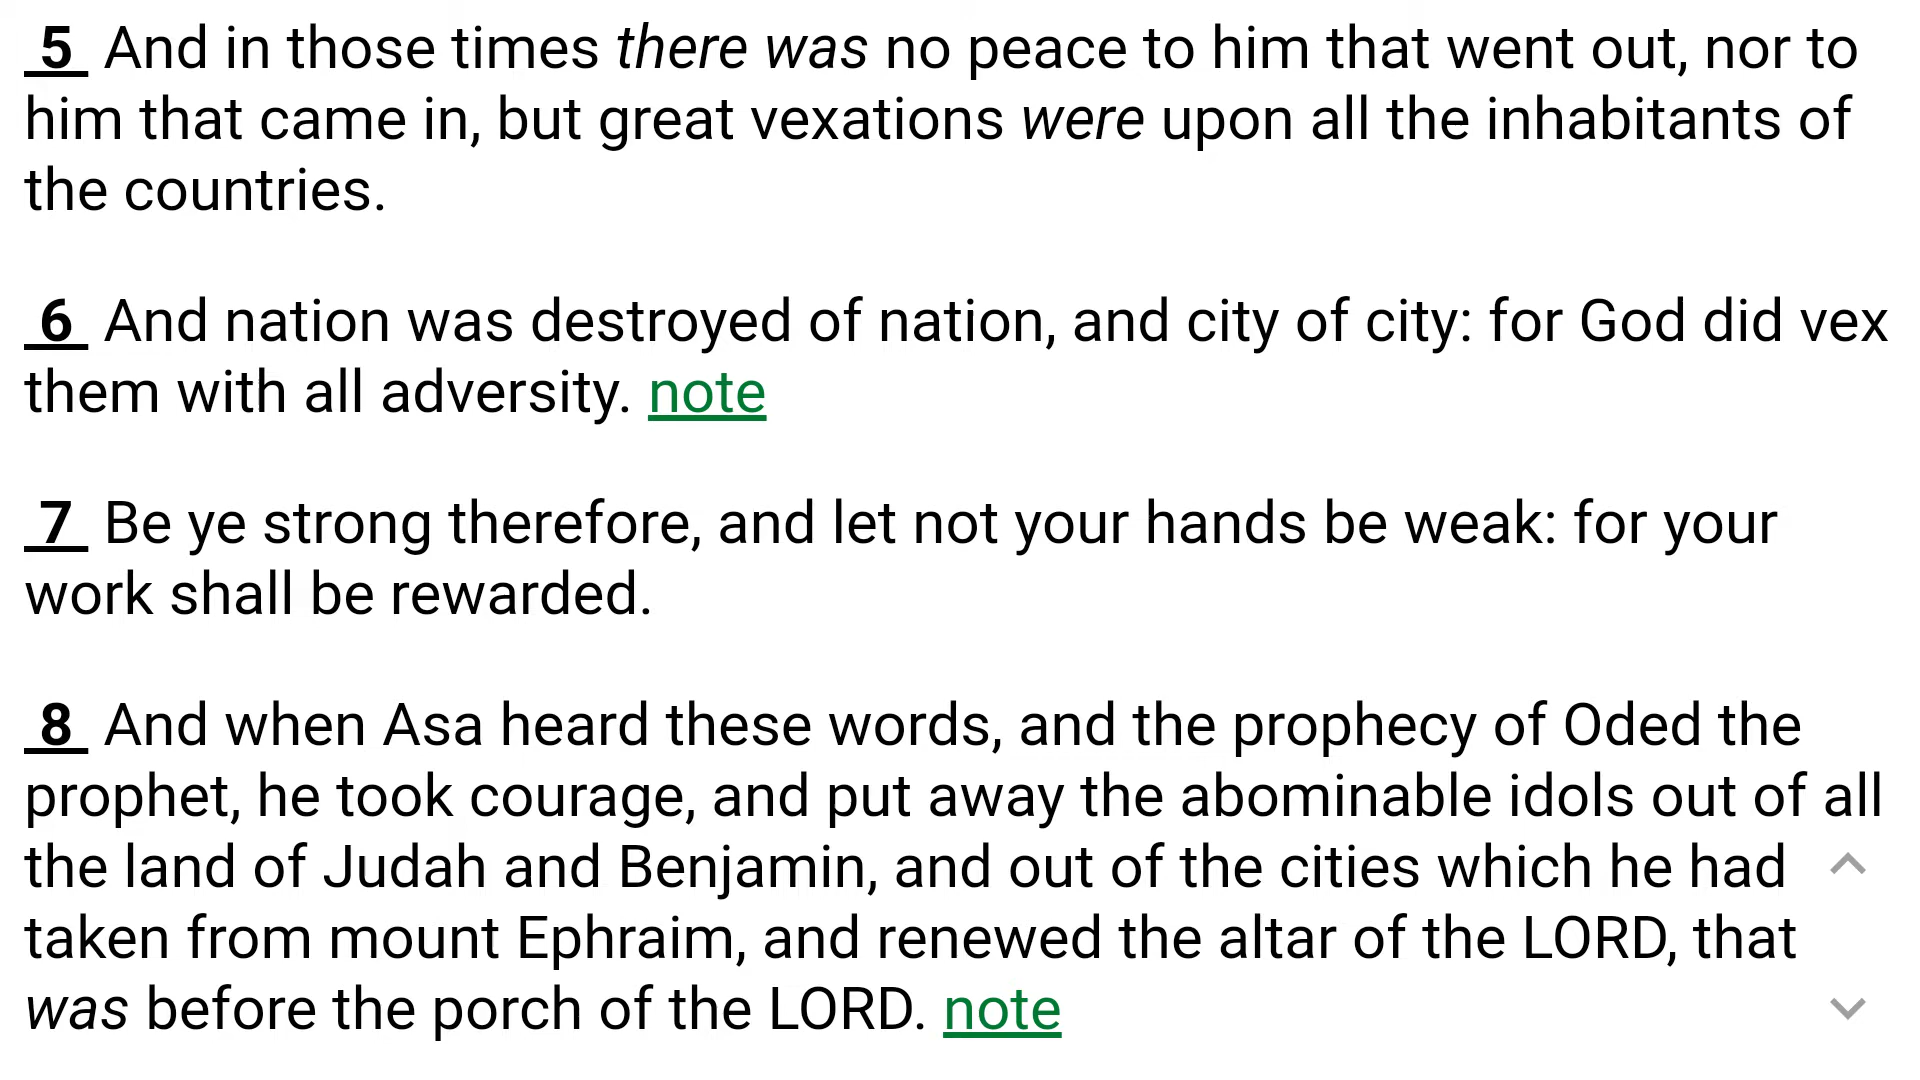 5 And in those times there was no peace to him that went out, nor to
him that came in, but great vexations were upon all the inhabitants of
the countries.
6 And nation was destroyed of nation, and city of city: for God did vex
them with all adversity. note
7 Be ye strong therefore, and let not your hands be weak: for your
work shall be rewarded.
8 And when Asa heard these words, and the prophecy of Oded the
prophet, he took courage, and put away the abominable idols out of all
the land of Judah and Benjamin, and out of the cities which he had
taken from mount Ephraim, and renewed the altar of the LORD, that
was before the porch of the LORD. note